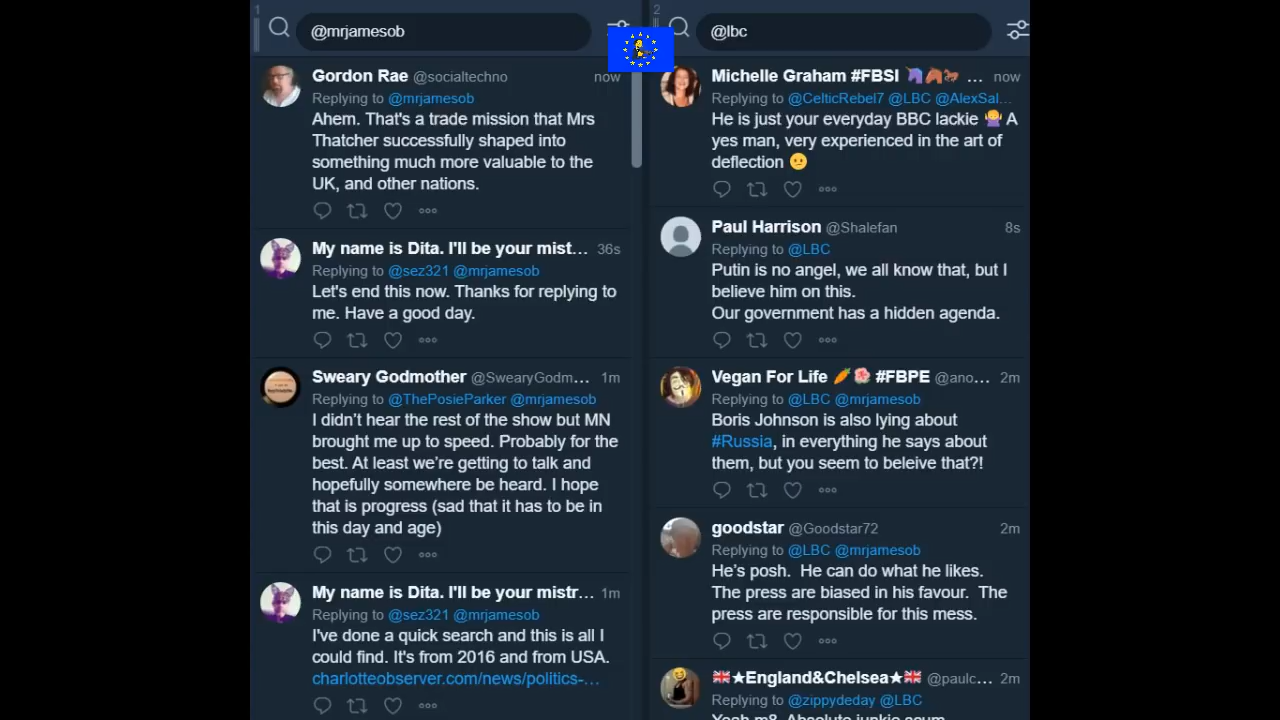 1
@mrjamesob
Gordon Rae @socialtechno now
Replying to @mrjamesob
Ahem. That's a trade mission that Mrs
Thatcher successfully shaped into
something much more valuable to the
UK, and other nations.
My name is Dita. I'll be your mist... 36s
Replying to @sez321 @mrjamesob
Let's end this now. Thanks for replying to
me. Have a good day.
Sweary Godmother @SwearyGodm... 1m
Replying to @ThePosieParker @mrjamesob
I didn't hear the rest of the show but MN
brought me up to speed. Probably for the
best. At least we're getting to talk and
hopefully somewhere be heard. I hope
that is progress (sad that it has to be in
this day and age)
My name is Dita. I'll be your mistr... 1m
Replying to @sez321 @mrjamesob
I've done a quick search and this is all I
could find. It's from 2016 and from USA.
charlotteobserver.com/news/politics-...
2
@lbc
Michelle Graham #FBSI 🦄🐴🐎 ... now
Replying to @CelticRebel7 @LBC @AlexSal...
He is just your everyday BBC lackie 🤷‍♀️ A
yes man, very experienced in the art of
deflection 😕
Paul Harrison @Shalefan 8s
Replying to @LBC
Putin is no angel, we all know that, but I
believe him on this.
Our government has a hidden agenda.
Vegan For Life 🥕🌺 #FBPE @ano... 2m
Replying to @LBC @mrjamesob
Boris Johnson is also lying about
#Russia, in everything he says about
them, but you seem to beleive that?!
goodstar @Goodstar72 2m
Replying to @LBC @mrjamesob
He's posh. He can do what he likes.
The press are biased in his favour. The
press are responsible for this mess.
🇬🇧★England&Chelsea★🇬🇧 @paulc... 2m
Replying to @zippydeday @LBC
Yeah m8. Absolute junkie scum